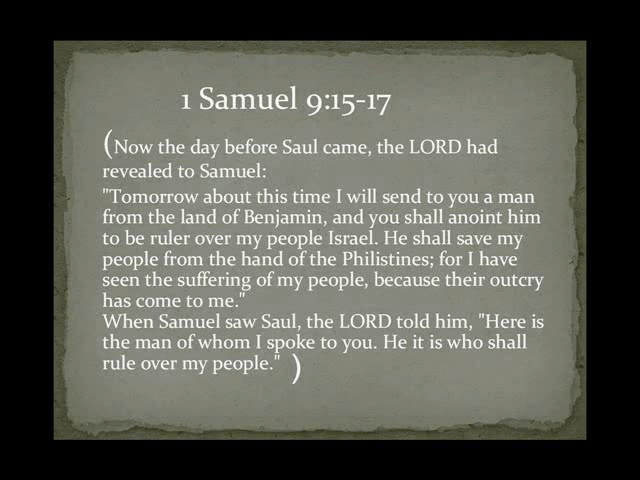 1 Samuel 9:15-17
(Now the day before Saul came, the LORD had
revealed to Samuel:
"Tomorrow about this time I will send to you a man
from the land of Benjamin, and you shall anoint him
to be ruler over my people Israel. He shall save my
people from the hand of the Philistines; for I have
seen the suffering of my people, because their outcry
has come to me."
When Samuel saw Saul, the LORD told him, "Here is
the man of whom I spoke to you. He it is who shall
rule over my people." )